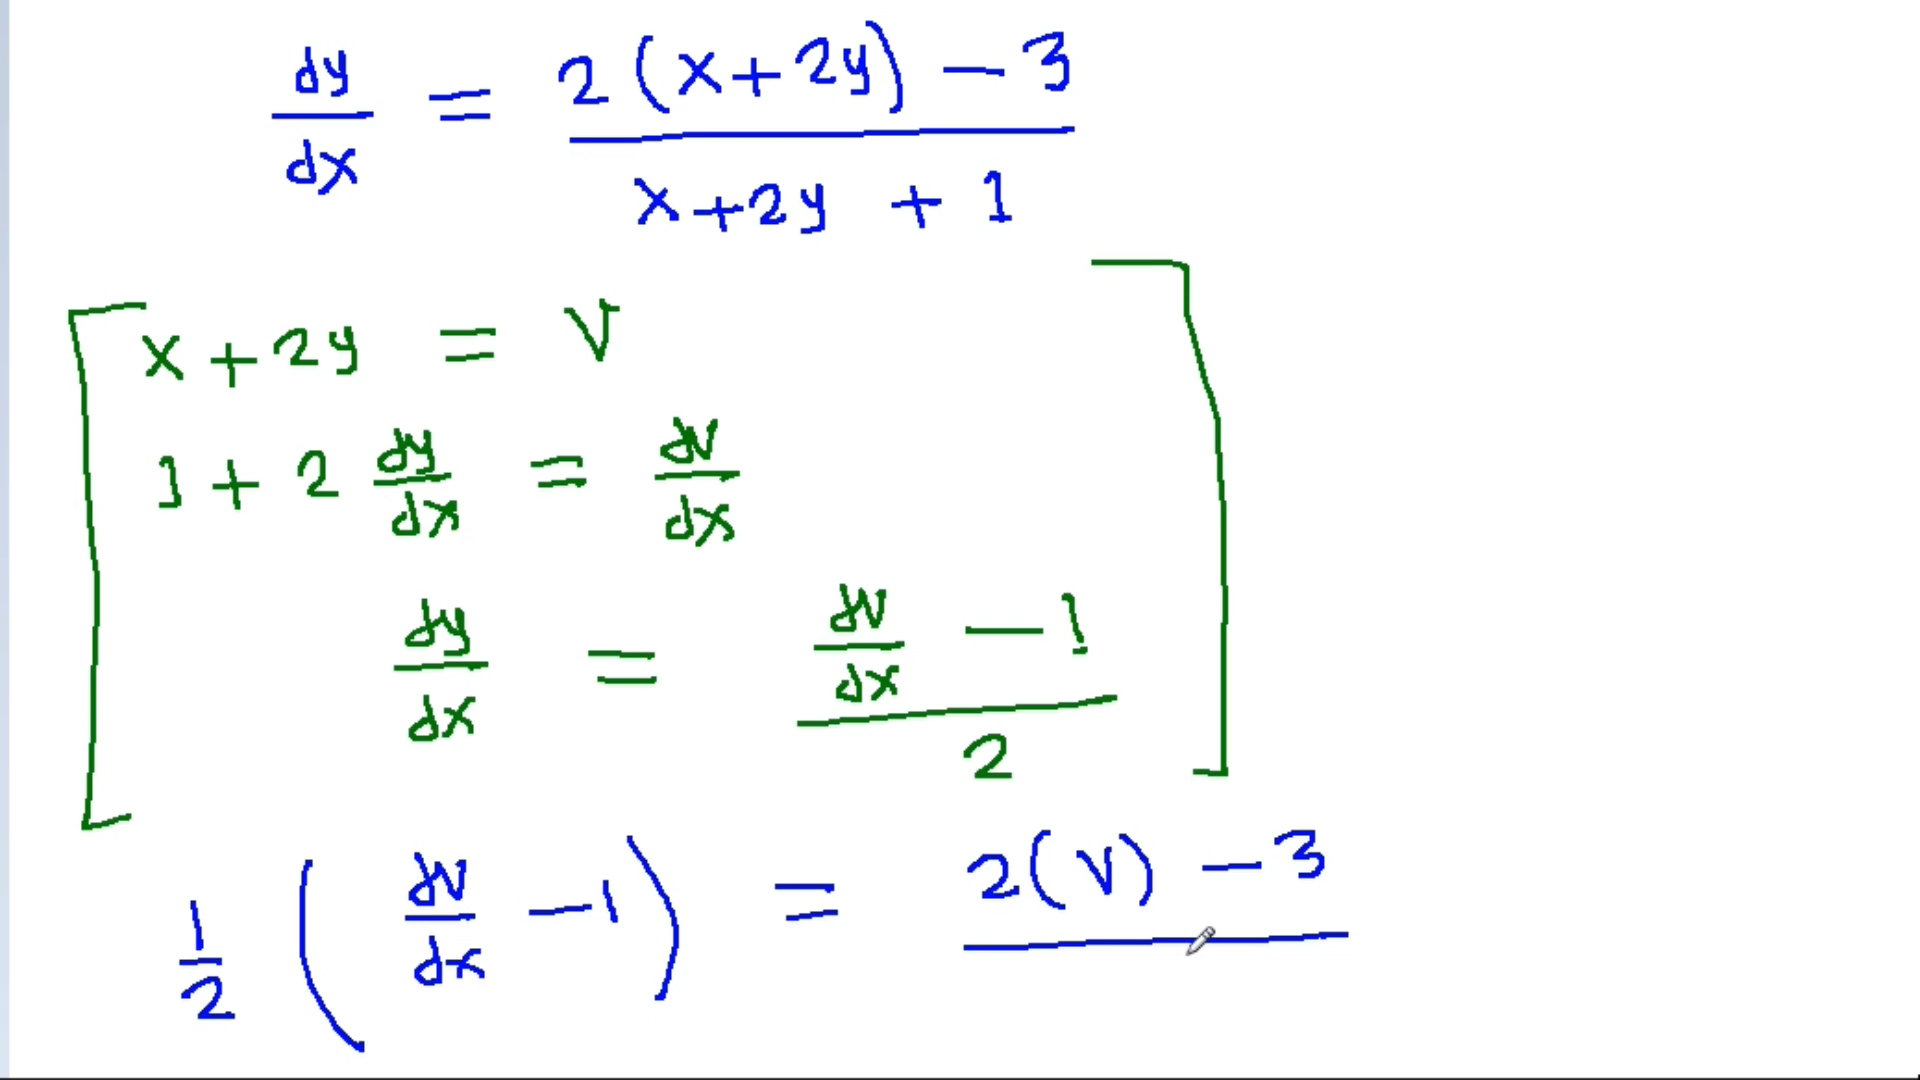 dy/dx = 2(x+2y) - 3 / x+2y + 1
x + 2y = v
1 + 2 dy/dx = dv/dx
dy/dx = dv/dx - 1 / 2
1/2 (dv/dx - 1) = 2(v) - 3